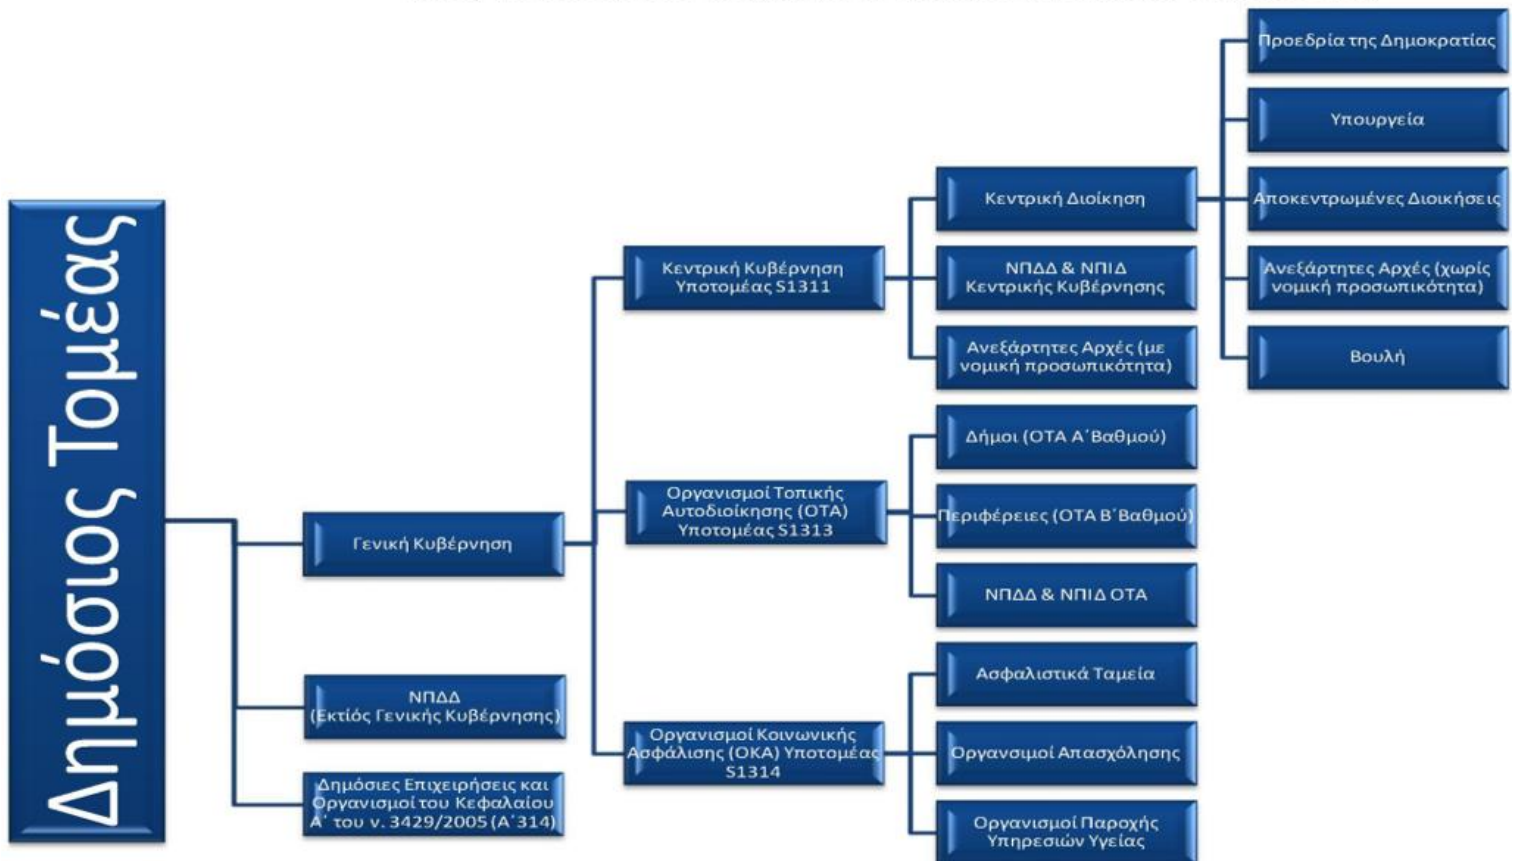 Δημόσιος Τομέας
Γενική Κυβέρνηση
ΝΠΔΔ
(Εκτίός Γενικής Κυβέρνησης)
Δημόσιες Επιχειρήσεις και
Οργανισμοί του Κεφαλαίου
Α΄ του ν. 3429/2005 (Α΄314)
Κεντρική Κυβέρνηση
Υποτομέας S1311
Οργανισμοί Τοπικής
Αυτοδιοίκησης (ΟΤΑ)
Υποτομέας S1313
Οργανισμοί Κοινωνικής
Ασφάλισης (ΟΚΑ) Υποτομέας
S1314
Κεντρική Διοίκηση
ΝΠΔΔ & ΝΠΙΔ
Κεντρικής Κυβέρνησης
Ανεξάρτητες Αρχές (με
νομική προσωπικότητα)
Δήμοι (ΟΤΑ Α΄Βαθμού)
Περιφέρειες (ΟΤΑ Β΄Βαθμού)
ΝΠΔΔ & ΝΠΙΔ ΟΤΑ
Ασφαλιστικά Ταμεία
Οργανσιμοί Απασχόλησης
Οργανισμοί Παροχής
Υπηρεσιών Υγείας
Προεδρία της Δημοκρατίας
Υπουργεία
Αποκεντρωμένες Διοικήσεις
Ανεξάρτητες Αρχές (χωρίς
νομική προσωπικότητα)
Βουλή